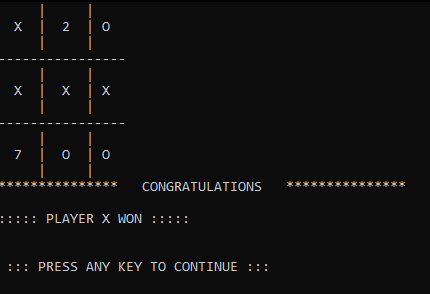 |     |
X  |  2  | O
|     |
----------------
|     |
X  |  X  | X
|     |
----------------
|     |
7  |  O  | O
|     |
***************   CONGRATULATIONS   ***************
::::: PLAYER X WON :::::
::: PRESS ANY KEY TO CONTINUE :::